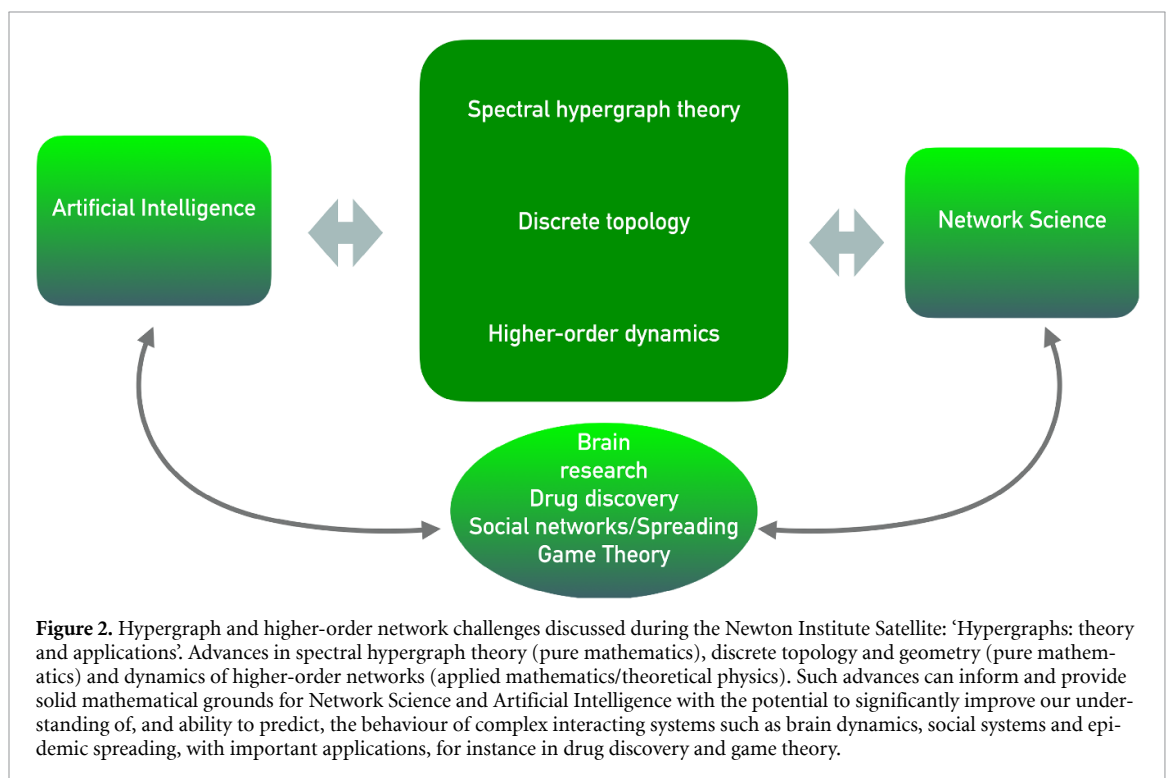 Spectral hypergraph theory
Artificial Intelligence
Discrete topology
Network Science
Higher-order dynamics
Brain
research
Drug discovery
Social networks/Spreading
Game Theory
Figure 2. Hypergraph and higher-order network challenges discussed during the Newton Institute Satellite: ‘Hypergraphs: theory
and applications’. Advances in spectral hypergraph theory (pure mathematics), discrete topology and geometry (pure mathem-
atics) and dynamics of higher-order networks (applied mathematics/theoretical physics). Such advances can inform and provide
solid mathematical grounds for Network Science and Artificial Intelligence with the potential to significantly improve our under-
standing of, and ability to predict, the behaviour of complex interacting systems such as brain dynamics, social systems and epi-
demic spreading, with important applications, for instance in drug discovery and game theory.